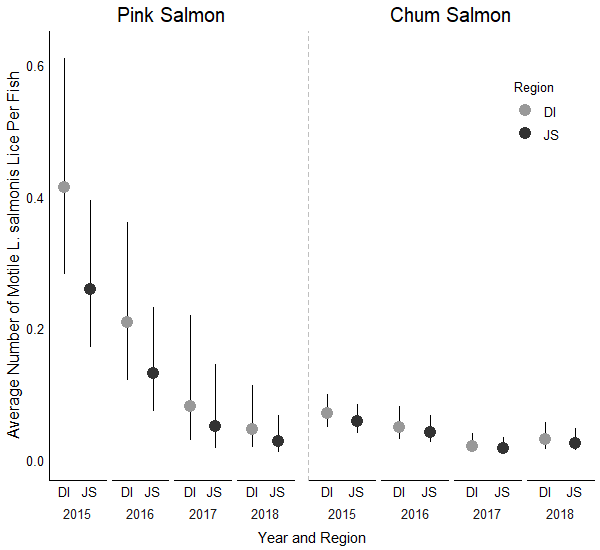 Pink Salmon Chum Salmon
Average Number of Motile L. salmonis Lice Per Fish
0.6
0.4
0.2
0.0
Region
DI
JS
DI JS DI JS DI JS DI JS DI JS DI JS DI JS DI JS
2015 2016 2017 2018 2015 2016 2017 2018
Year and Region